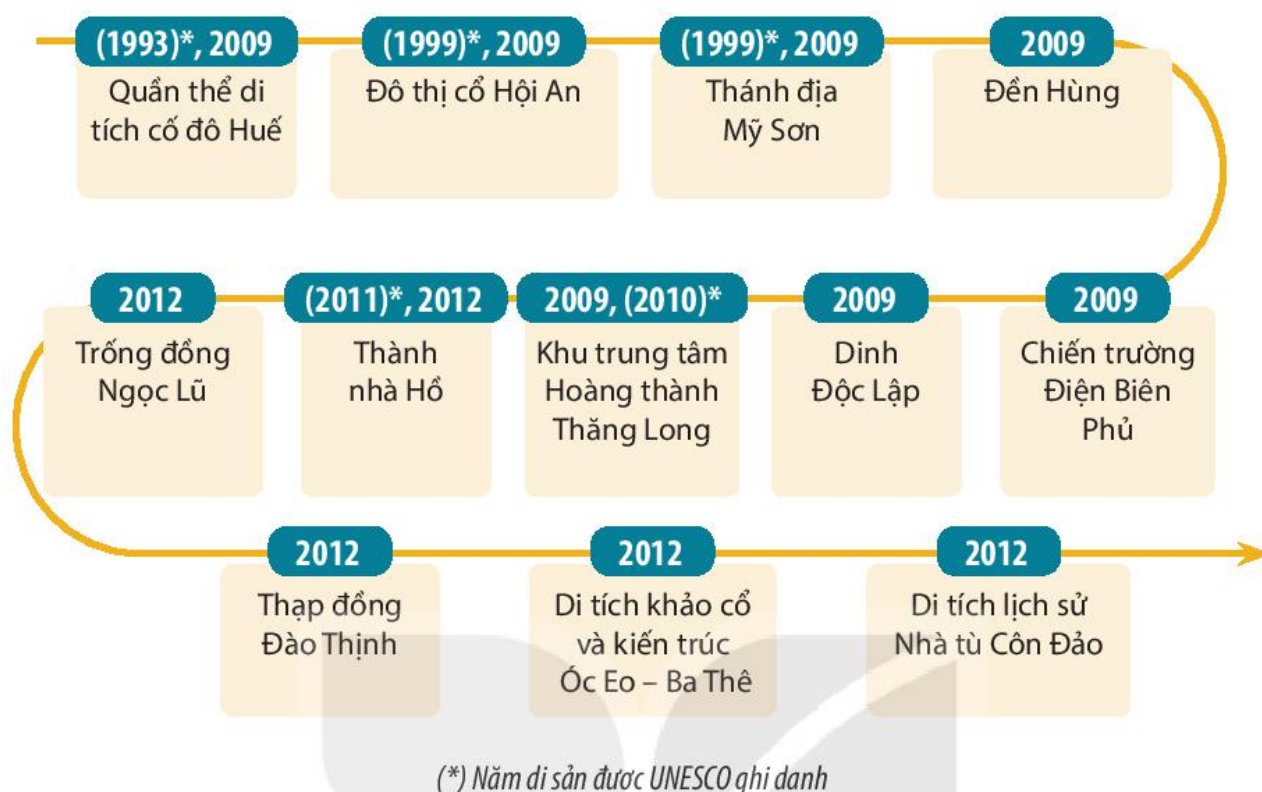 (1993)*, 2009
Quần thể di
tích cố đô Huế
(1999)*, 2009
Đô thị cổ Hội An
(1999)*, 2009
Thánh địa
Mỹ Sơn
2009
Đền Hùng
2012
Trống đồng
Ngọc Lũ
(2011)*, 2012
Thành
nhà Hồ
2009, (2010)*
Khu trung tâm
Hoàng thành
Thăng Long
2009
Dinh
Độc Lập
2009
Chiến trường
Điện Biên
Phủ
2012
Thạp đồng
Đào Thịnh
2012
Di tích khảo cổ
và kiến trúc
Óc Eo – Ba Thê
2012
Di tích lịch sử
Nhà tù Côn Đảo
(*) Năm di sản được UNESCO ghi danh